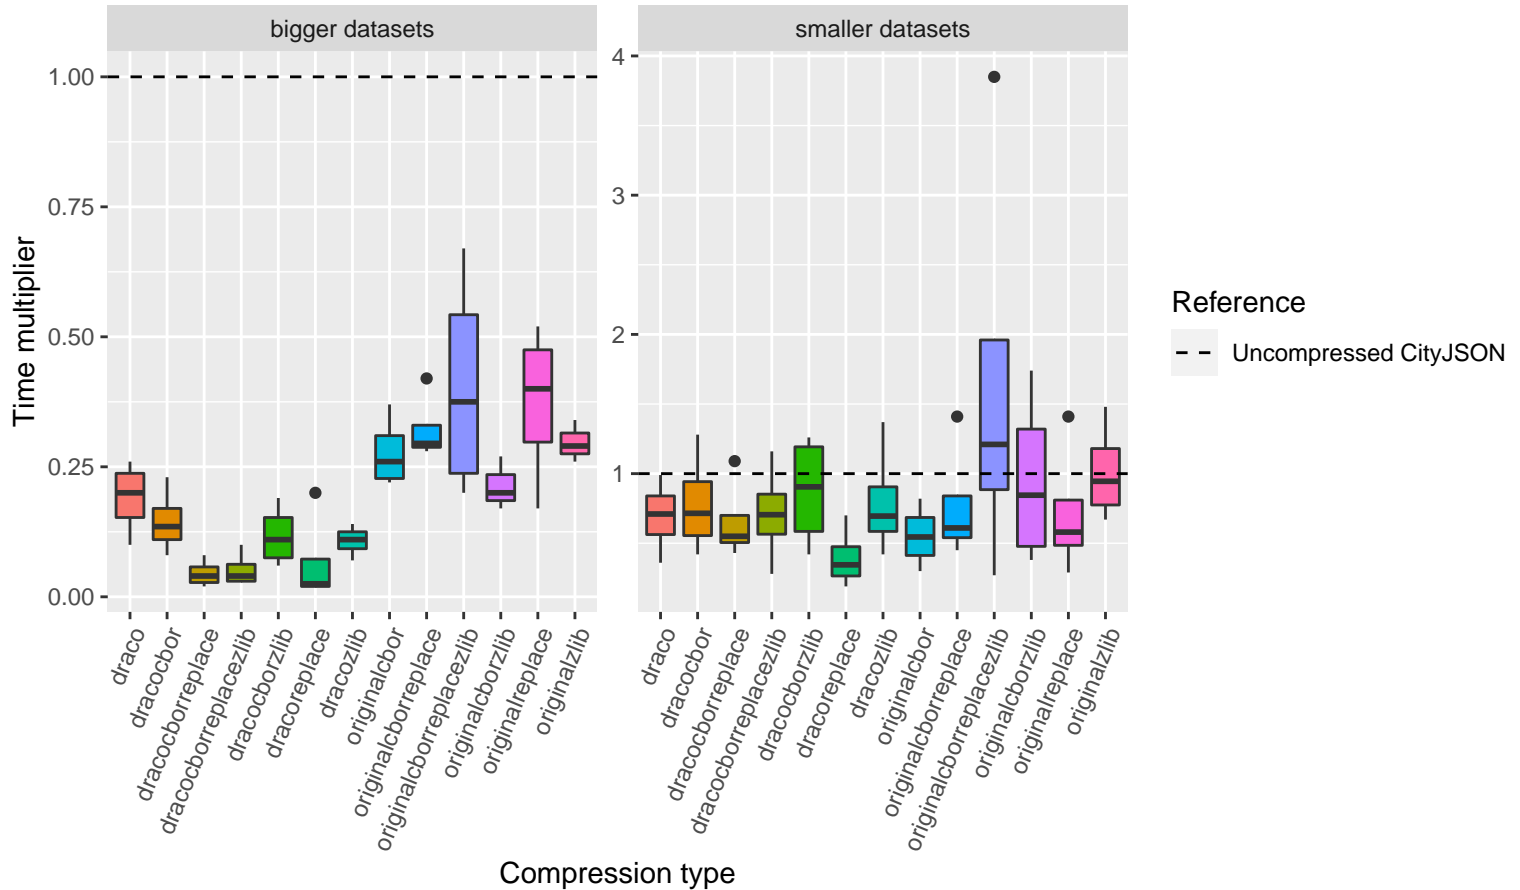 bigger datasets
smaller datasets
Time multiplier
1.00
0.75
0.50
0.25
0.00
4
3
2
1
draco
dracocbor
dracocborreplace
dracocborreplacezlib
dracocborzlib
dracoreplace
dracozlib
originalcbor
originalcborreplace
originalcborreplacezlib
originalcborzlib
originalreplace
originalzlib
draco
dracocbor
dracocborreplace
dracocborreplacezlib
dracocborzlib
dracoreplace
dracozlib
originalcbor
originalcborreplace
originalcborreplacezlib
originalcborzlib
originalreplace
originalzlib
Compression type
Reference
Uncompressed CityJSON